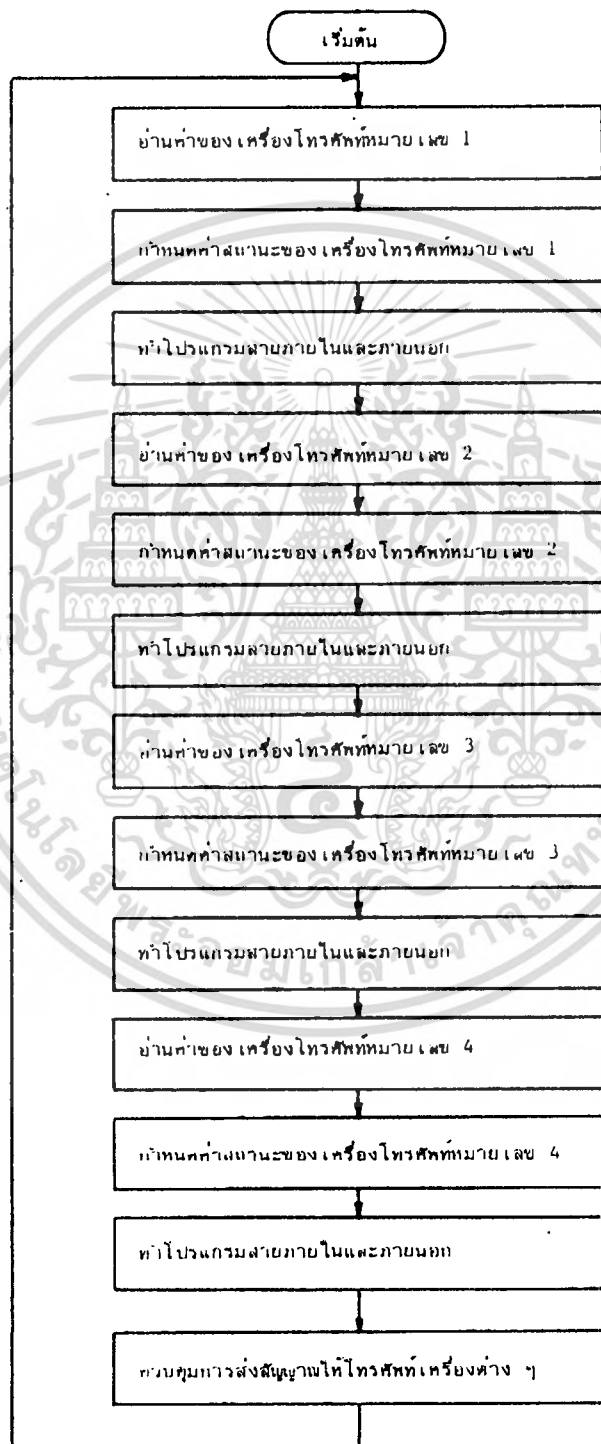 เริ่มต้น
อ่านค่าของเครื่องโทรศัพท์หมายเลข 1
กำหนดค่าสถานะของเครื่องโทรศัพท์หมายเลข 1
ทำโปรแกรมสายภายในและภายนอก
อ่านค่าของเครื่องโทรศัพท์หมายเลข 2
กำหนดค่าสถานะของเครื่องโทรศัพท์หมายเลข 2
ทำโปรแกรมสายภายในและภายนอก
อ่านค่าของเครื่องโทรศัพท์หมายเลข 3
กำหนดค่าสถานะของเครื่องโทรศัพท์หมายเลข 3
ทำโปรแกรมสายภายในและภายนอก
อ่านค่าของเครื่องโทรศัพท์หมายเลข 4
กำหนดค่าสถานะของเครื่องโทรศัพท์หมายเลข 4
ทำโปรแกรมสายภายในและภายนอก
ควบคุมการส่งสัญญาณให้โทรศัพท์เครื่องต่าง ๆ